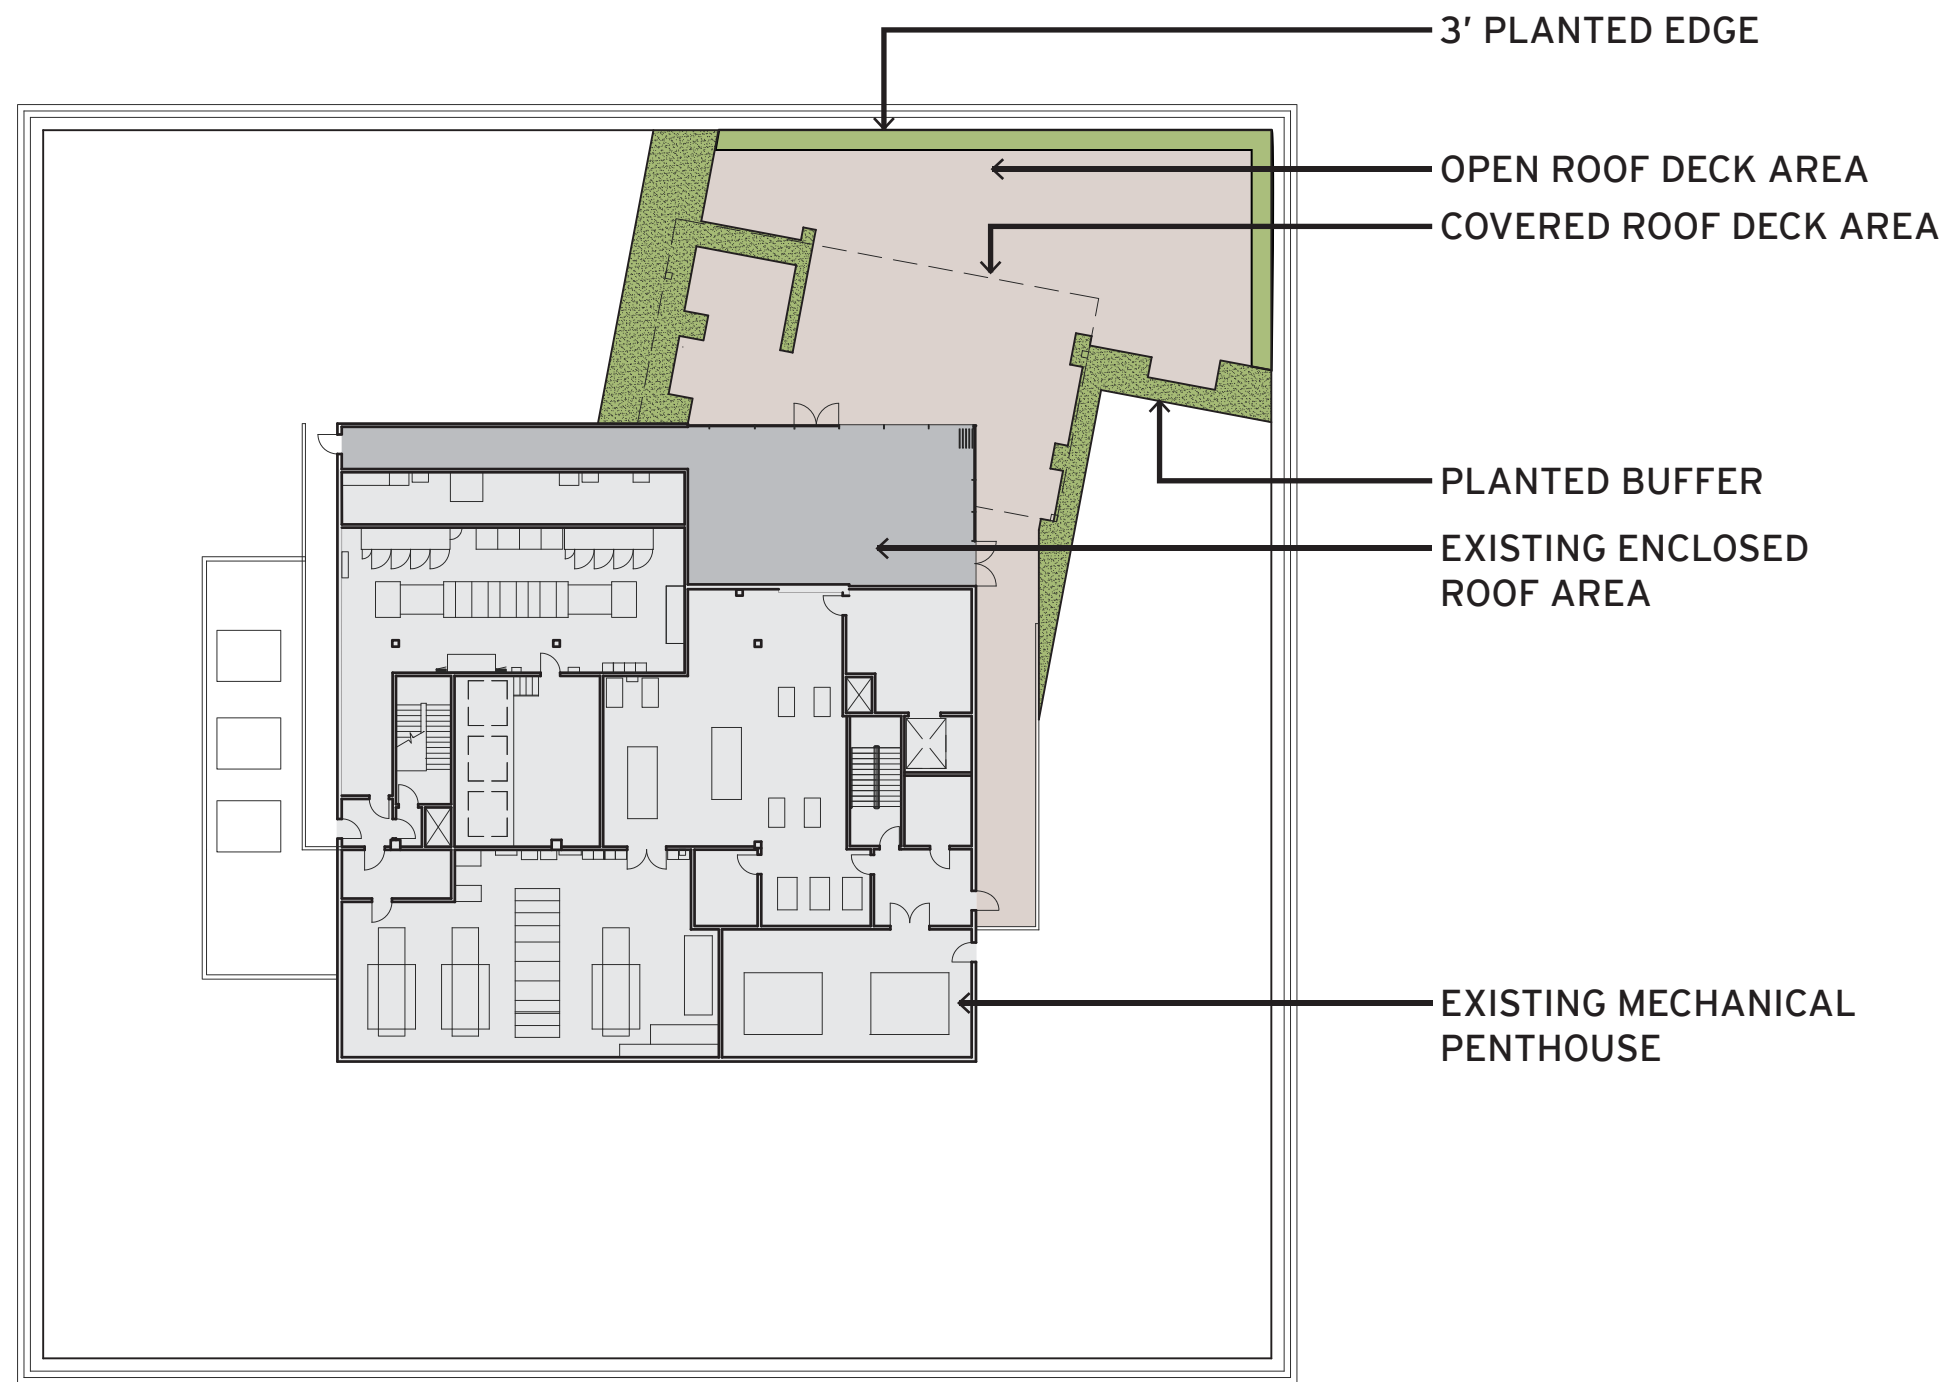 3' PLANTED EDGE
OPEN ROOF DECK AREA
COVERED ROOF DECK AREA
PLANTED BUFFER
EXISTING ENCLOSED
ROOF AREA
EXISTING MECHANICAL
PENTHOUSE